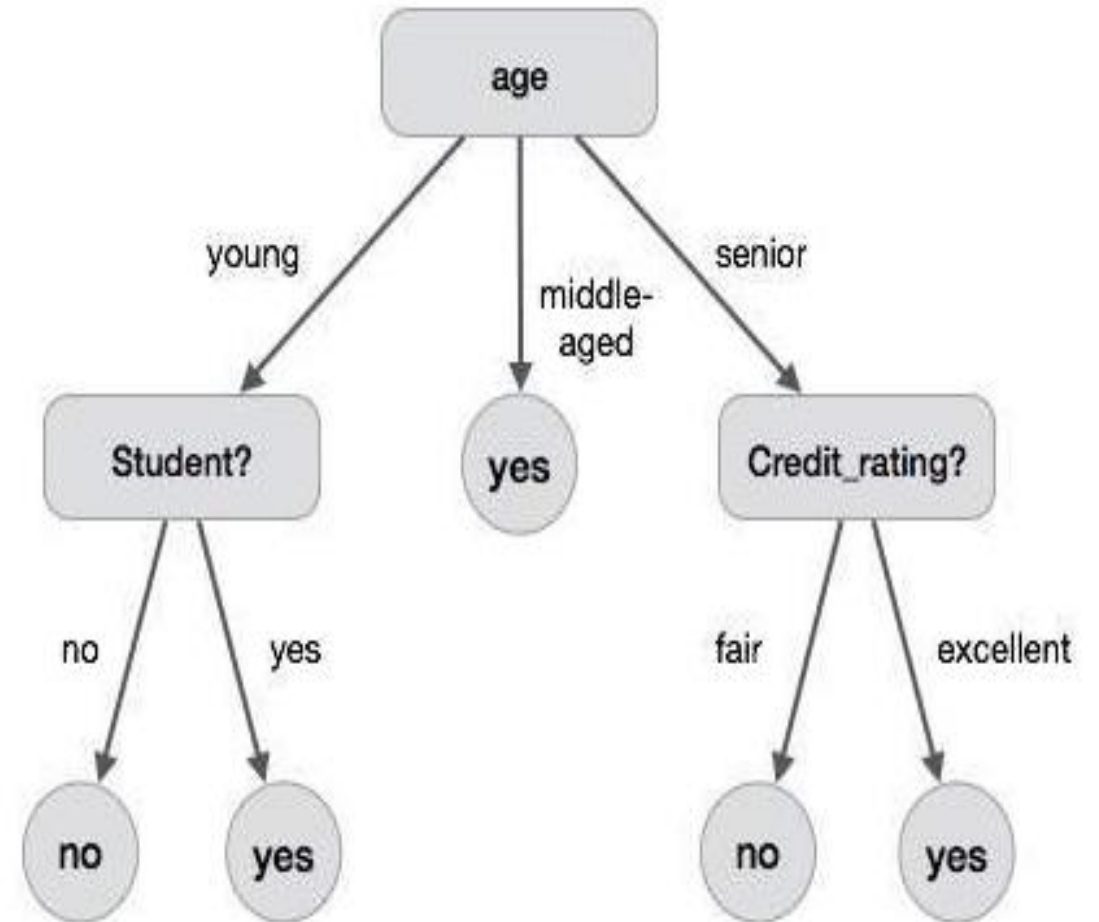 age
young
middle-
aged
senior
Student?
yes
Credit_rating?
no
yes
fair
excellent
no
yes
no
yes